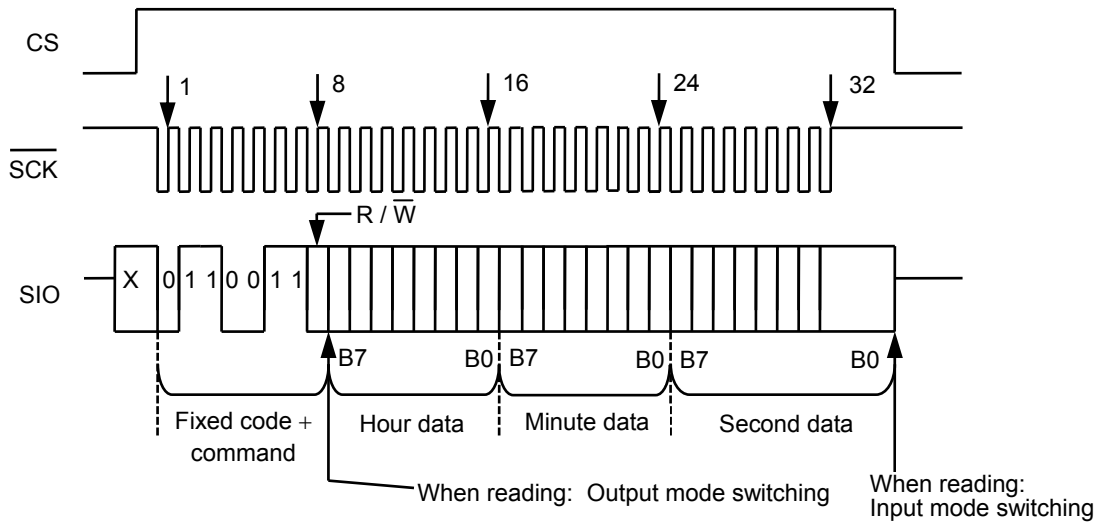 CS
1 8 16 24 32
SCK
R / W
SIO
X 0 1 1 0 0 1 1
B7 B0 B7 B0 B7 B0
Fixed code +
command
Hour data
Minute data
Second data
When reading: Output mode switching
When reading:
Input mode switching